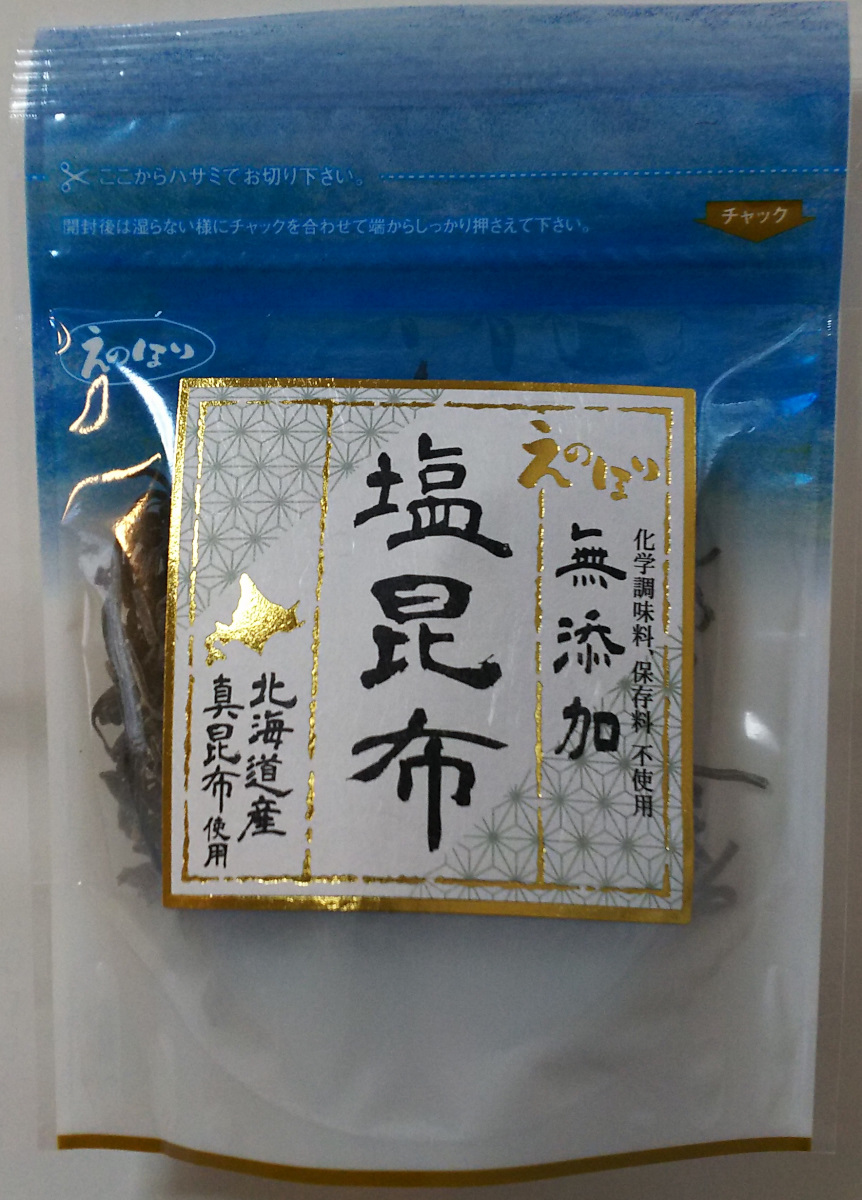 ここからハサミでお切り下さい。
開封後は湿らない様にチャックを合わせて端からしっかり押さえて下さい。
チャック
えのほり
えのほり
化学調味料、保存料 不使用
無添加
塩昆布
北海道産
真昆布使用